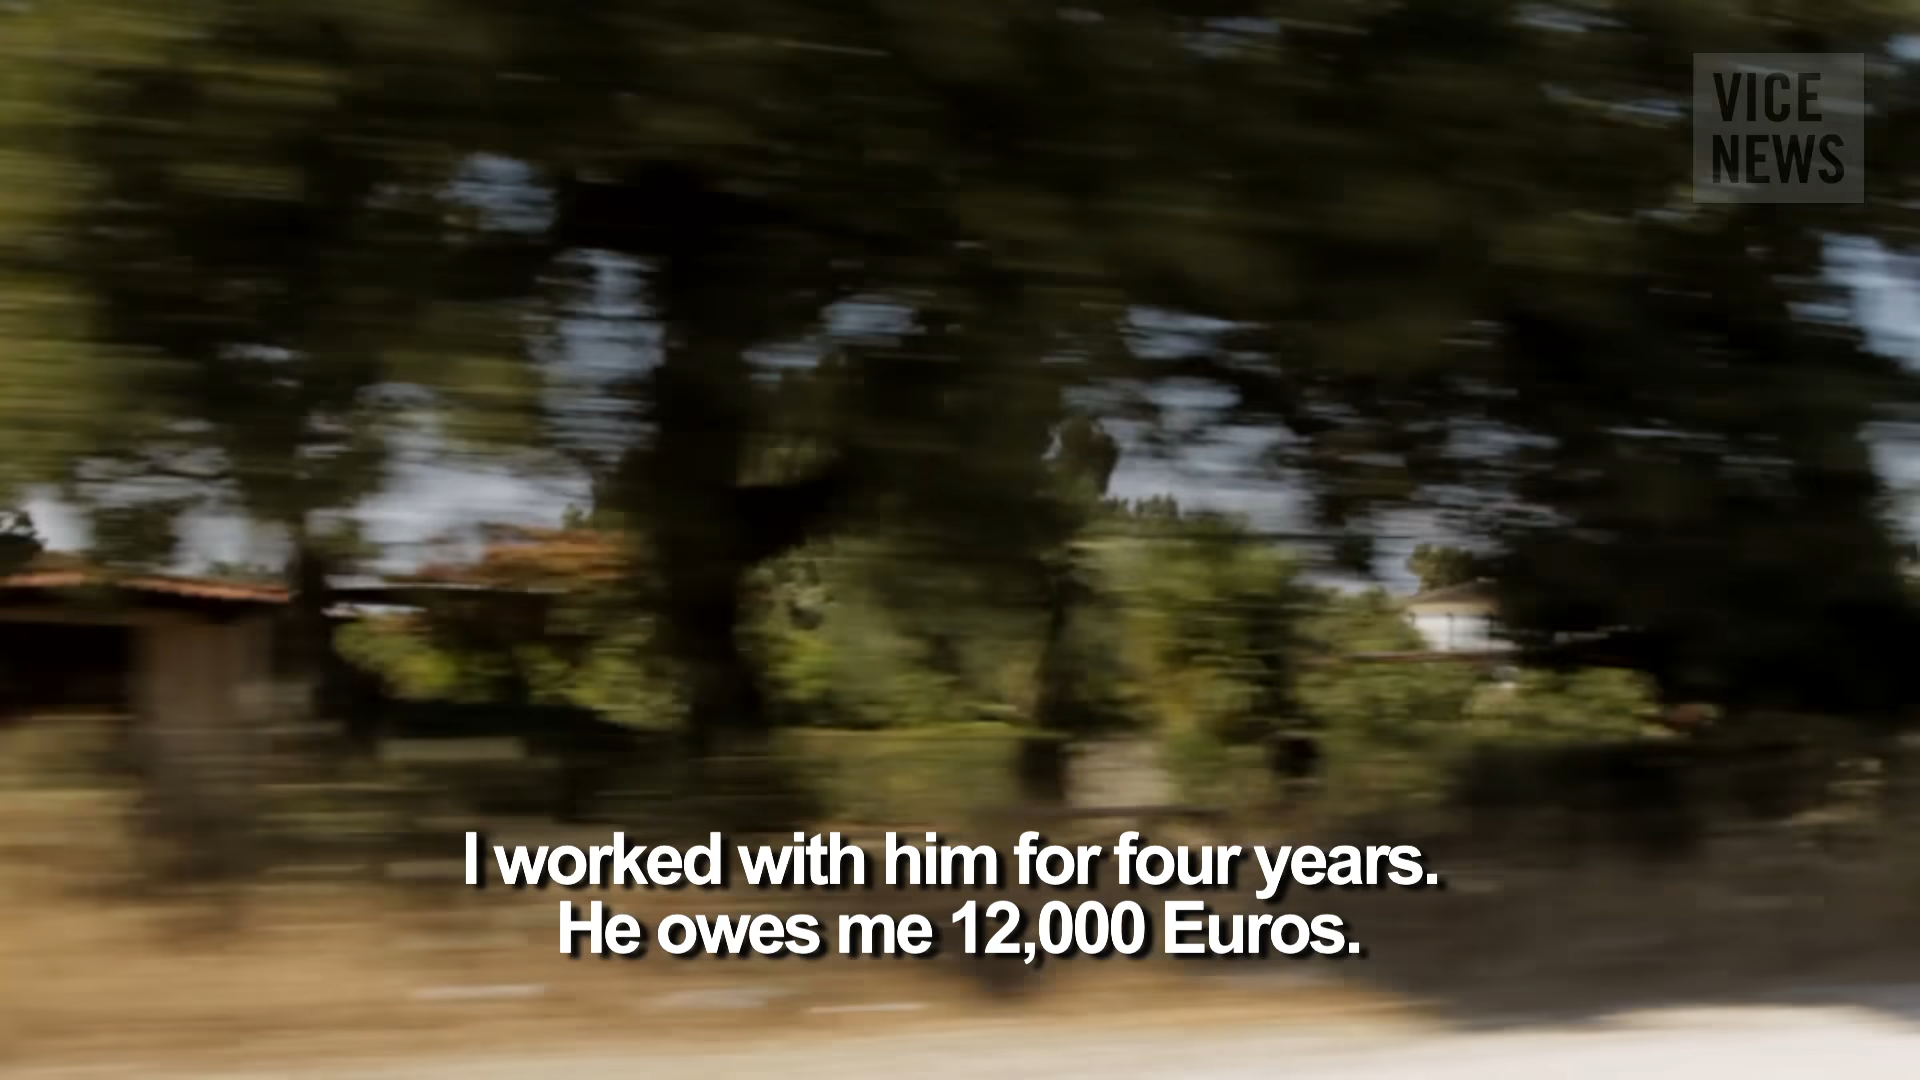 VICE
NEWS
I worked with him for four years.
He owes me 12,000 Euros.